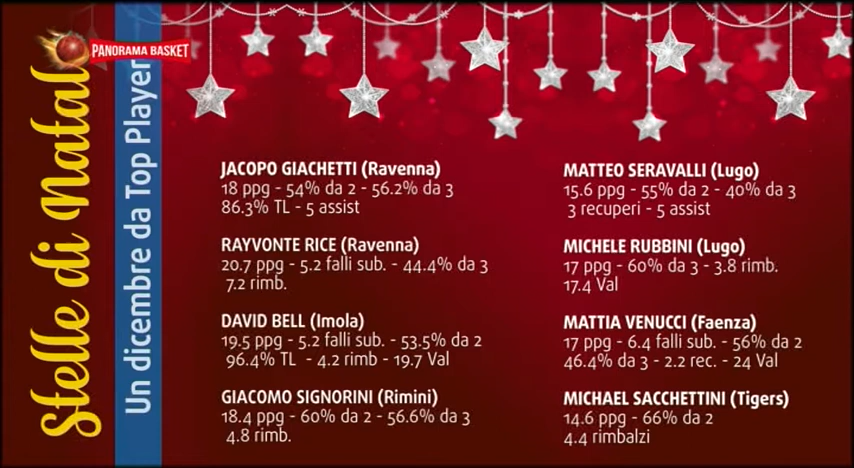 PANORAMA BASKET
Stelle di Natal
Un dicembre da Top Player
JACOPO GIACHETTI (Ravenna)
18 ppg - 54% da 2 - 56.2% da 3
86.3% TL - 5 assist
RAYVONTE RICE (Ravenna)
20.7 ppg - 5.2 falli sub. - 44.4% da 3
7.2 rimb.
DAVID BELL (Imola)
19.5 ppg - 5.2 falli sub. - 53.5% da 2
96.4% TL - 4.2 rimb - 19.7 Val
GIACOMO SIGNORINI (Rimini)
18.4 ppg - 60% da 2 - 56.6% da 3
4.8 rimb.
MATTEO SERAVALLI (Lugo)
15.6 ppg - 55% da 2 - 40% da 3
3 recuperi - 5 assist
MICHELE RUBBINI (Lugo)
17 ppg - 60% da 3 - 3.8 rimb.
17.4 Val
MATTIA VENUCCI (Faenza)
17 ppg - 6.4 falli sub. - 56% da 2
46.4% da 3 - 2.2 rec. - 24 Val
MICHAEL SACCHETTINI (Tigers)
14.6 ppg - 66% da 2
4.4 rimbalzi